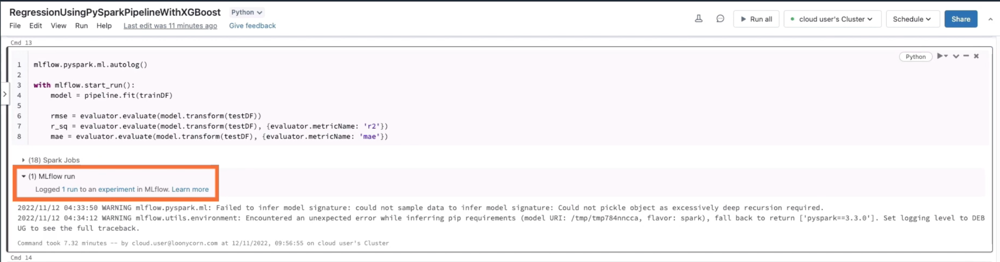 RegressionUsingPySparkPipelineWithXGBoost Python
File Edit View Run Help Last edit was 11 minutes ago Give feedback
Run all cloud user's Cluster Schedule Share
Cmd 13
Python
1 mlflow.pyspark.ml.autolog()
2
3 with mlflow.start_run():
4 model = pipeline.fit(trainDF)
5
6 rmse = evaluator.evaluate(model.transform(testDF))
7 r_sq = evaluator.evaluate(model.transform(testDF), {evaluator.metricName: 'r2'})
8 mae = evaluator.evaluate(model.transform(testDF), {evaluator.metricName: 'mae'})
(18) Spark Jobs
(1) MLflow run
Logged 1 run to an experiment in MLflow. Learn more
2022/11/12 04:33:50 WARNING mlflow.pyspark.ml: Failed to infer model signature: could not sample data to infer model signature: Could not pickle object as excessively deep recursion required.
2022/11/12 04:34:12 WARNING mlflow.utils.environment: Encountered an unexpected error while inferring pip requirements (model URI: /tmp/tmp784nncca, flavor: spark), fall back to return ['pyspark==3.3.0']. Set logging level to DEB
UG to see the full traceback.
Command took 7.32 minutes -- by cloud.user@loonycorn.com at 12/11/2022, 09:56:55 on cloud user's Cluster
Cmd 14